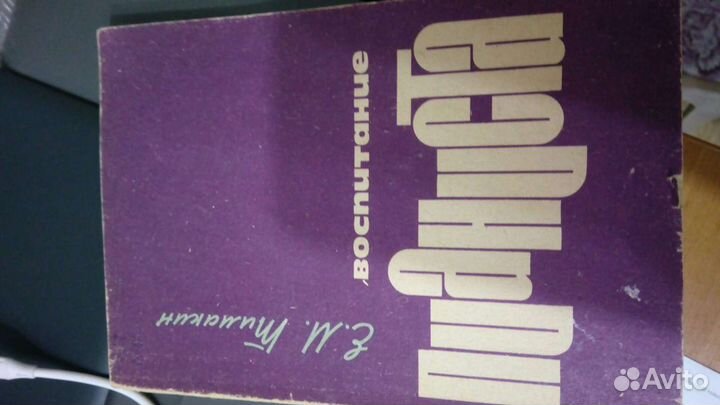 Е. М. Тимакин
воспитание
пианиста
Avito